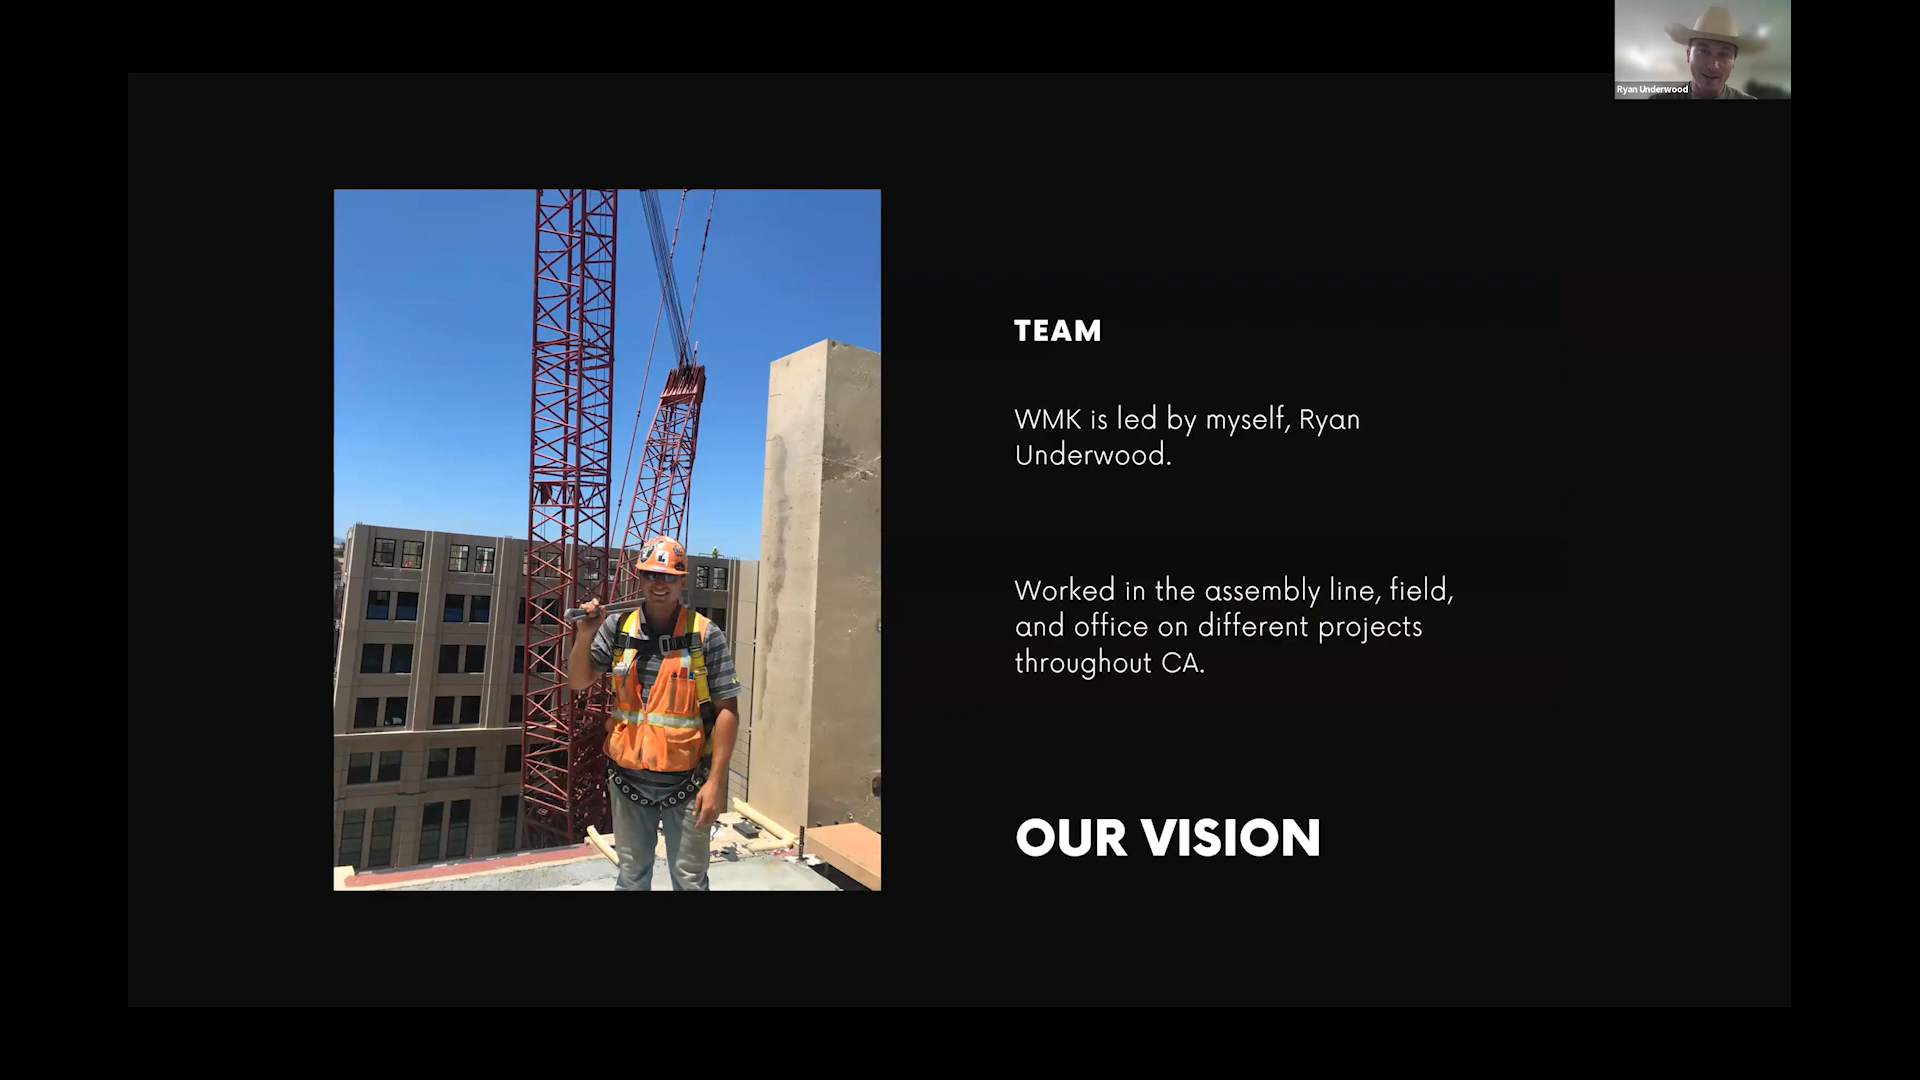 Ryan Underwood
TEAM
WMK is led by myself, Ryan
Underwood.
Worked in the assembly line, field,
and office on different projects
throughout CA.
OUR VISION